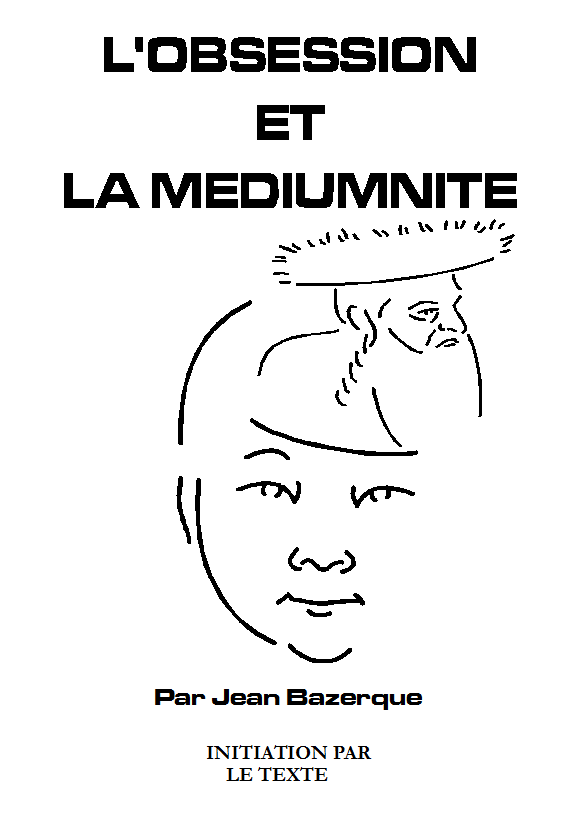 L'OBSESSION
ET
LA MEDIUMNITE
Par Jean Bazerque
INITIATION PAR
LE TEXTE